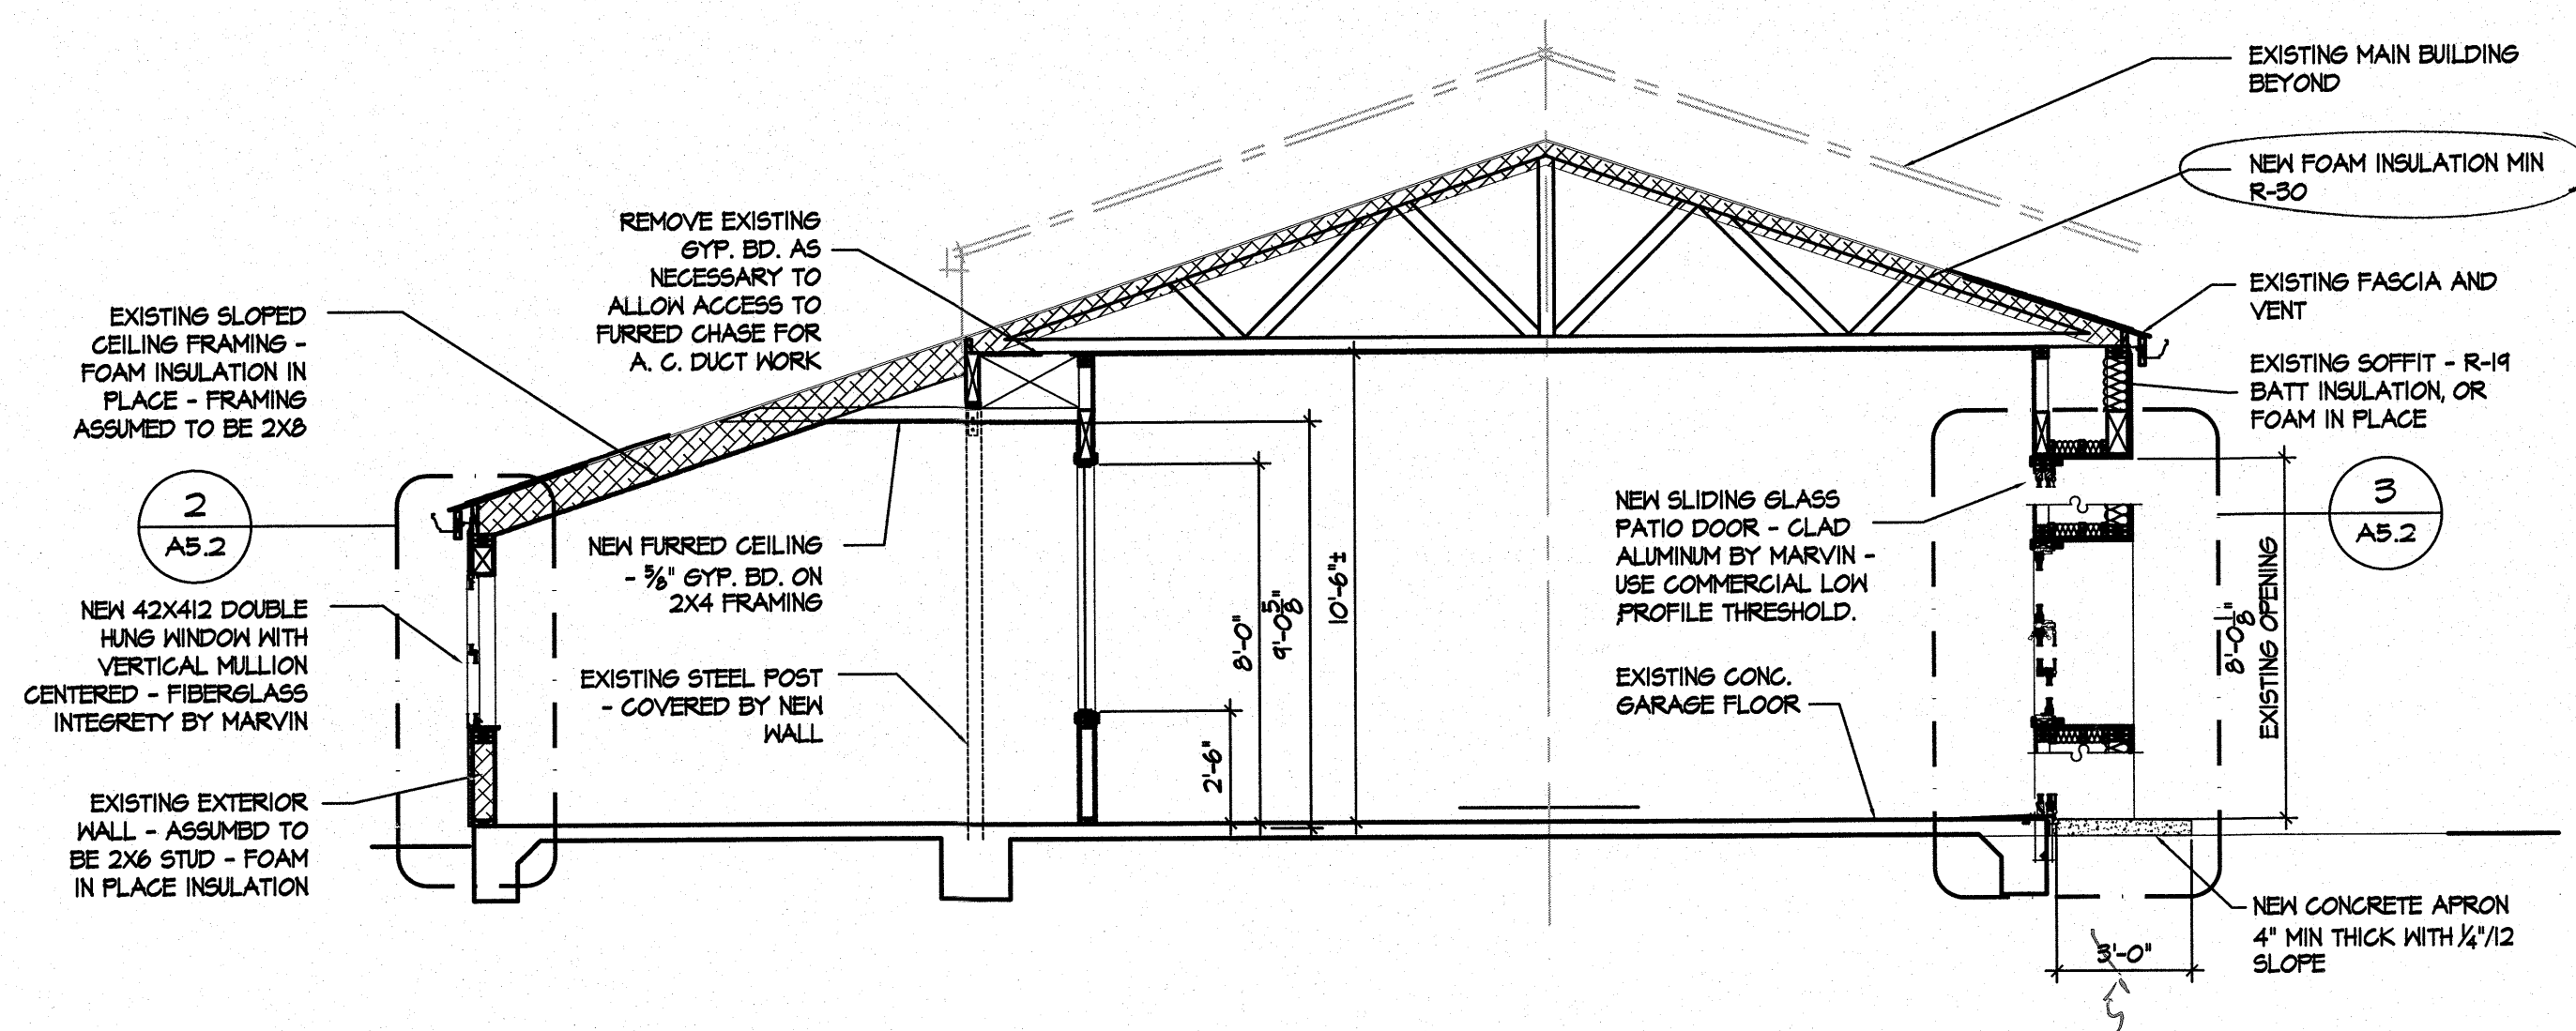 EXISTING MAIN BUILDING
BEYOND
NEW FOAM INSULATION MIN
R-30
REMOVE EXISTING
GYP. BD. AS
NECESSARY TO
ALLOW ACCESS TO
FURRED CHASE FOR
A. C. DUCT WORK
EXISTING FASCIA AND
VENT
EXISTING SLOPED
CEILING FRAMING -
FOAM INSULATION IN
PLACE - FRAMING
ASSUMED TO BE 2X8
EXISTING SOFFIT - R-19
BATT INSULATION, OR
FOAM IN PLACE
2
A5.2
3
A5.2
NEW SLIDING GLASS
PATIO DOOR - CLAD
ALUMINUM BY MARVIN -
USE COMMERCIAL LOW
PROFILE THRESHOLD.
NEW FURRED CEILING
- 5/8" GYP. BD. ON
2X4 FRAMING
NEW 42X412 DOUBLE
HUNG WINDOW WITH
VERTICAL MULLION
CENTERED - FIBERGLASS
INTEGRETY BY MARVIN
EXISTING STEEL POST
- COVERED BY NEW
WALL
2'-6"
8'-0"
9'-0 5/8"
10'-6"±
EXISTING CONC.
GARAGE FLOOR
8'-0 1/8"
EXISTING OPENING
EXISTING EXTERIOR
WALL - ASSUMBD TO
BE 2X6 STUD - FOAM
IN PLACE INSULATION
NEW CONCRETE APRON
4" MIN THICK WITH 1/4"/12
SLOPE
3'-0"